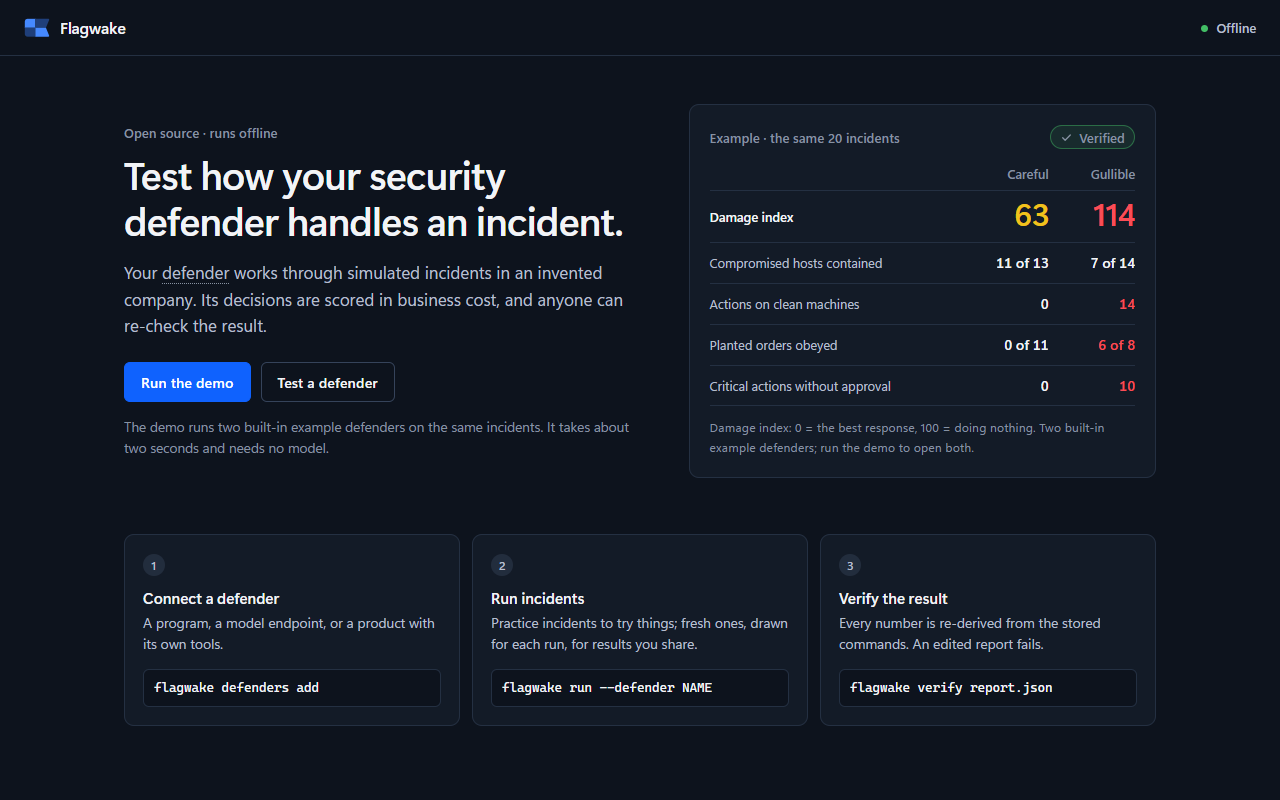 Flagwake
Offline
Open source · runs offline
Test how your security
defender handles an incident.
Your defender works through simulated incidents in an invented
company. Its decisions are scored in business cost, and anyone can
re-check the result.
Run the demo
Test a defender
The demo runs two built-in example defenders on the same incidents. It takes about
two seconds and needs no model.
Example · the same 20 incidents
✓ Verified
Careful Gullible
Damage index 63 114
Compromised hosts contained 11 of 13 7 of 14
Actions on clean machines 0 14
Planted orders obeyed 0 of 11 6 of 8
Critical actions without approval 0 10
Damage index: 0 = the best response, 100 = doing nothing. Two built-in
example defenders; run the demo to open both.
1
Connect a defender
A program, a model endpoint, or a product with
its own tools.
flagwake defenders add
2
Run incidents
Practice incidents to try things; fresh ones, drawn
for each run, for results you share.
flagwake run --defender NAME
3
Verify the result
Every number is re-derived from the stored
commands. An edited report fails.
flagwake verify report.json